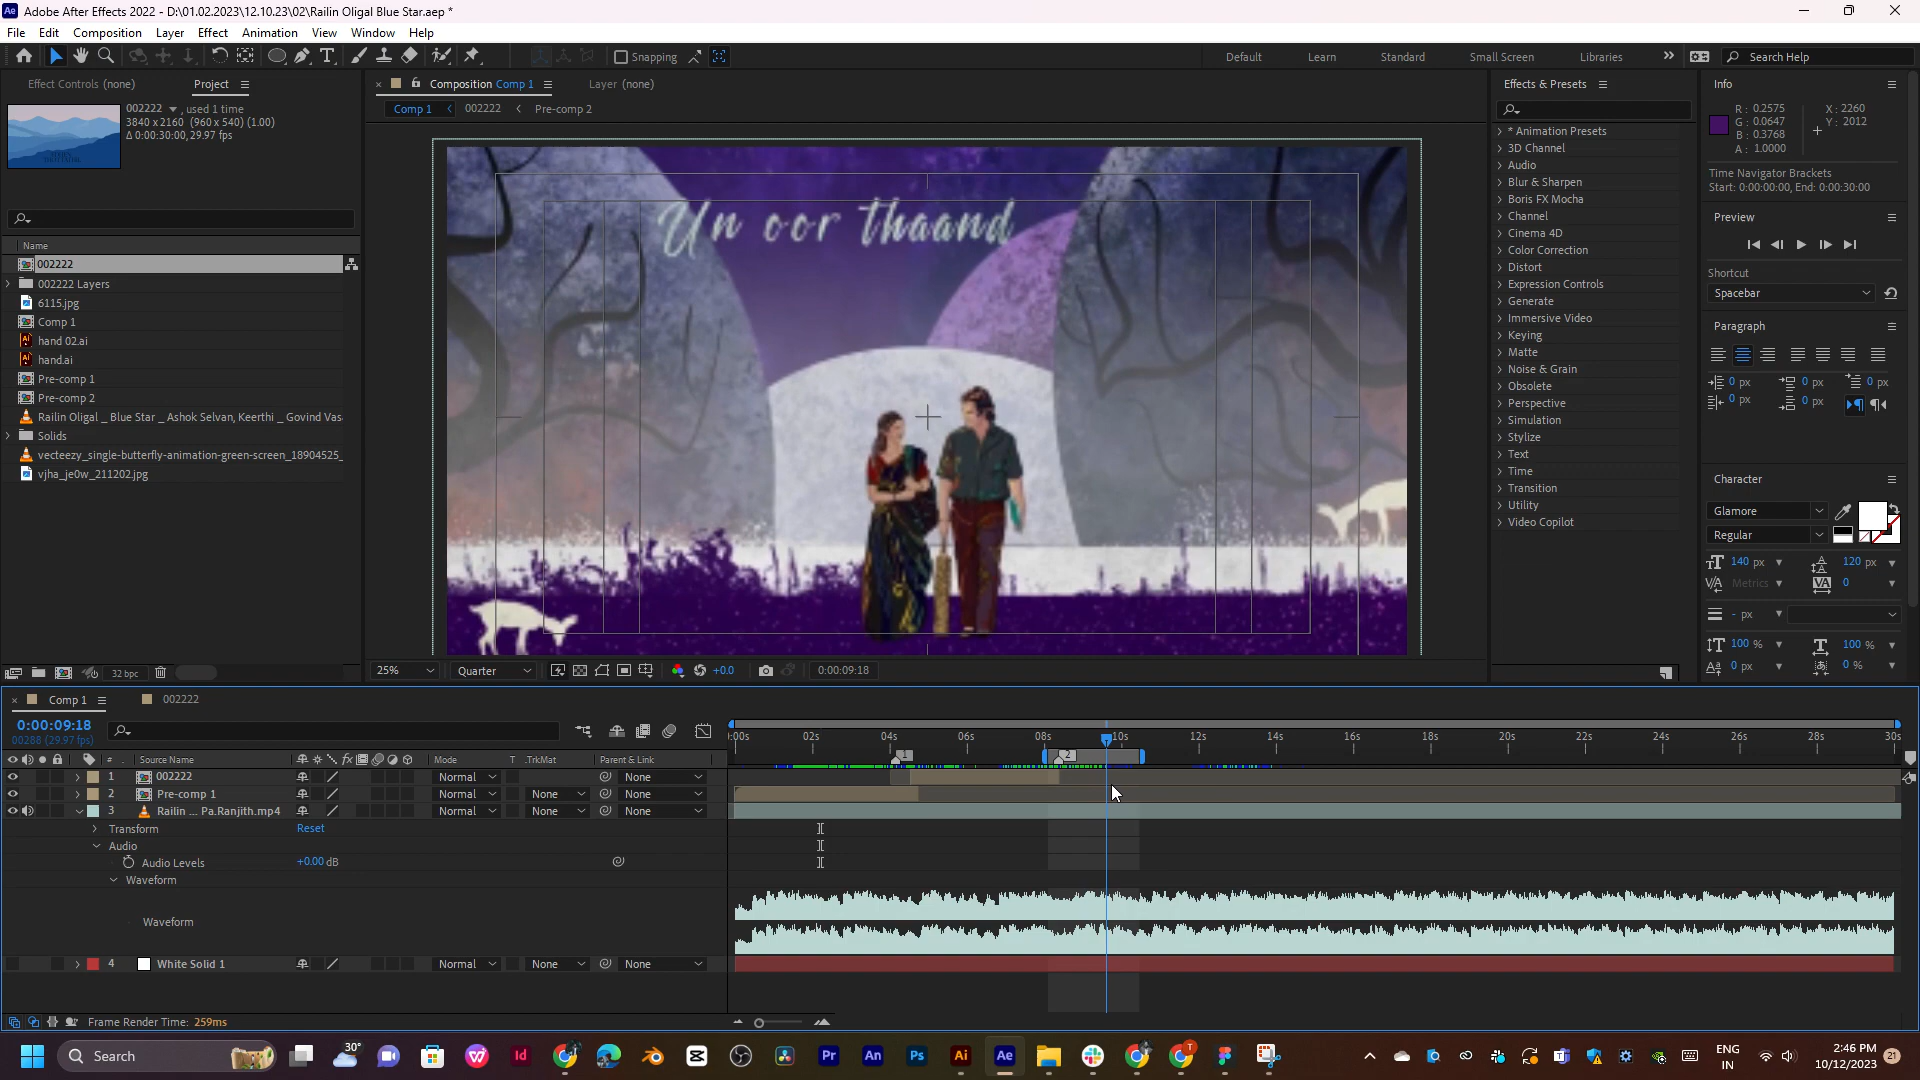 Adobe After Effects 2022 - D:\01.02.2023\12.10.23\02\Railin Oligal Blue Star.aep *
File Edit Composition Layer Effect Animation View Window Help
Snapping
Default Learn Standard Small Screen Libraries Search Help
Effect Controls (none) Project
002222 , used 1 time
3840 x 2160 (960 x 540) (1.00)
Δ 0:00:30:00, 29.97 fps
Name
002222
002222 Layers
6115.jpg
Comp 1
hand 02.ai
hand.ai
Pre-comp 1
Pre-comp 2
Railin Oligal _ Blue Star _ Ashok Selvan, Keerthi _ Govind Vas
Solids
vecteezy_single-butterfly-animation-green-screen_18904525_
vjha_je0w_211202.jpg
32 bpc
Composition Comp 1 Layer (none)
Comp 1 002222 Pre-comp 2
Un oor thaand
25% Quarter +0.0 0:00:09:18
Effects & Presets
* Animation Presets
3D Channel
Audio
Blur & Sharpen
Boris FX Mocha
Channel
Cinema 4D
Color Correction
Distort
Expression Controls
Generate
Immersive Video
Keying
Matte
Noise & Grain
Obsolete
Perspective
Simulation
Stylize
Text
Time
Transition
Utility
Video Copilot
Info
R : 0.2575
G : 0.0647
B : 0.3768
A : 1.0000
X : 2260
Y : 2012
Time Navigator Brackets
Start: 0:00:00:00, End: 0:00:30:00
Preview
Shortcut
Spacebar
Paragraph
0 px 0 px 0 px
0 px 0 px
Character
Glamore
Regular
140 px 120 px
Metrics 0
- px
100 % 100 %
0 px 0 %
Comp 1 002222
0:00:09:18
00288 (29.97 fps)
:00s 02s 04s 06s 08s 10s 12s 14s 16s 18s 20s 22s 24s 26s 28s 30s
# Source Name Mode T .TrkMat Parent & Link
1 2
1 002222 Normal None
2 Pre-comp 1 Normal None None
3 Railin ... Pa.Ranjith.mp4 Normal None None
Transform Reset
Audio
Audio Levels +0.00 dB
Waveform
Waveform
4 White Solid 1 Normal None None
Frame Render Time: 259ms
Search
30°
ENG
IN
2:46 PM
10/12/2023
21